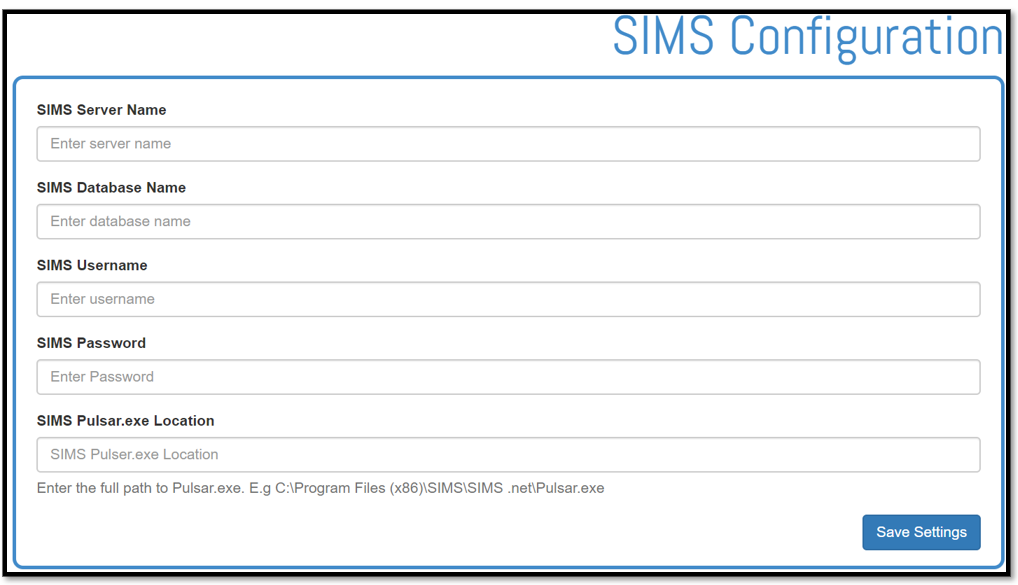 SIMS Configuration
SIMS Server Name
Enter server name
SIMS Database Name
Enter database name
SIMS Username
Enter username
SIMS Password
Enter Password
SIMS Pulsar.exe Location
SIMS Pulser.exe Location
Enter the full path to Pulsar.exe. E.g C:\Program Files (x86)\SIMS\SIMS .net\Pulsar.exe
Save Settings